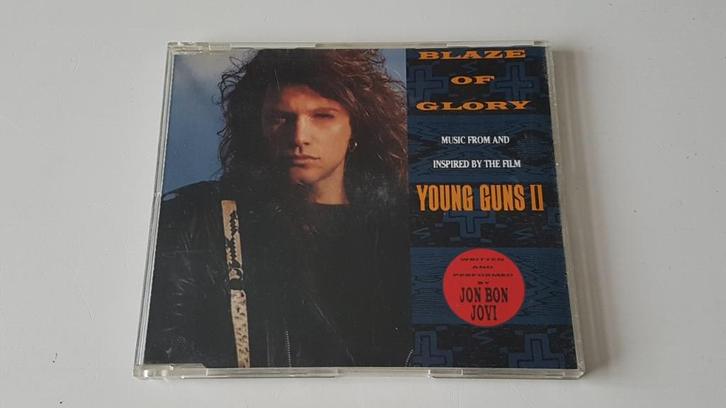 BLAZE
OF
GLORY
MUSIC FROM AND
INSPIRED BY THE FILM
YOUNG GUNS II
WRITTEN
AND
PERFORMED
BY
JON BON
JOVI